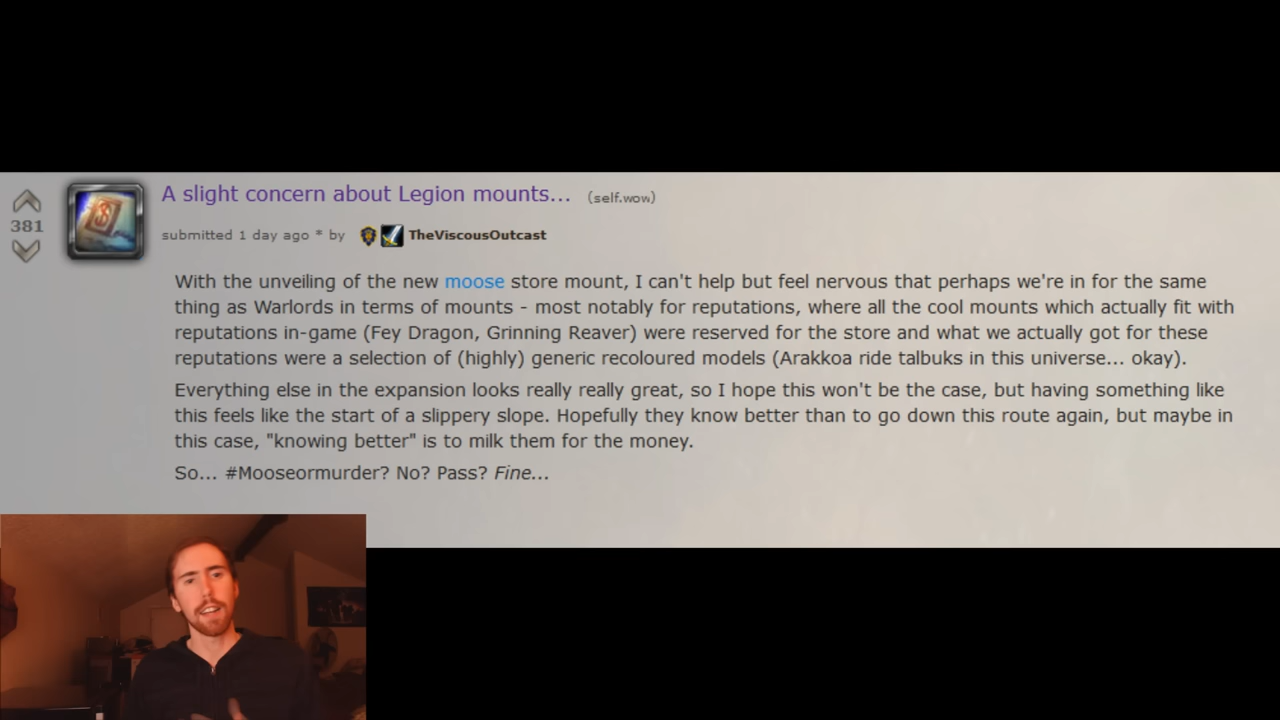 A slight concern about Legion mounts... (self.wow)
381
submitted 1 day ago * by TheViscousOutcast
With the unveiling of the new moose store mount, I can't help but feel nervous that perhaps we're in for the same
thing as Warlords in terms of mounts - most notably for reputations, where all the cool mounts which actually fit with
reputations in-game (Fey Dragon, Grinning Reaver) were reserved for the store and what we actually got for these
reputations were a selection of (highly) generic recoloured models (Arakkoa ride talbuks in this universe... okay).
Everything else in the expansion looks really really great, so I hope this won't be the case, but having something like
this feels like the start of a slippery slope. Hopefully they know better than to go down this route again, but maybe in
this case, "knowing better" is to milk them for the money.
So... #Mooseormurder? No? Pass? Fine...